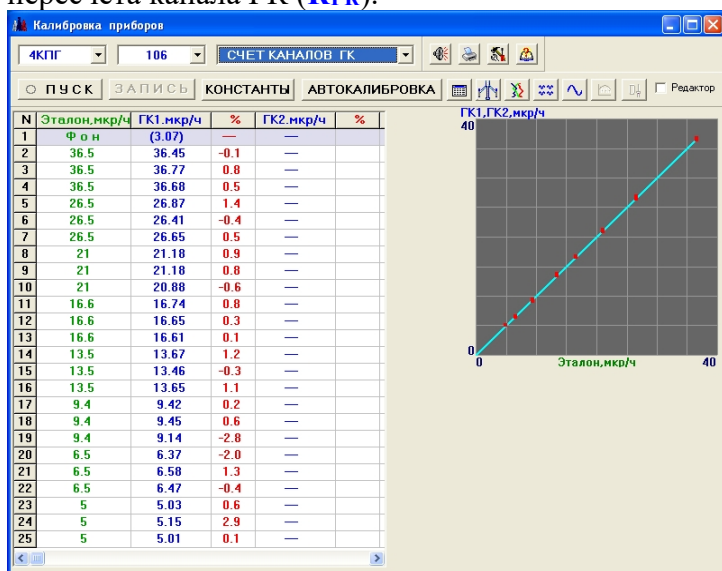 пересчета канала ГК (Kгк).
Калибровка приборов
4КПГ 106 СЧЕТ КАНАЛОВ ГК
ПУСК ЗАПИСЬ КОНСТАНТЫ АВТОКАЛИБРОВКА Редактор
N Эталон,мкр/ч ГК1.мкр/ч % ГК2.мкр/ч %
1 Фон (3.07) — —
2 36.5 36.45 -0.1 —
3 36.5 36.77 0.8 —
4 36.5 36.68 0.5 —
5 26.5 26.87 1.4 —
6 26.5 26.41 -0.4 —
7 26.5 26.65 0.5 —
8 21 21.18 0.9 —
9 21 21.18 0.8 —
10 21 20.88 -0.6 —
11 16.6 16.74 0.8 —
12 16.6 16.65 0.3 —
13 16.6 16.61 0.1 —
14 13.5 13.67 1.2 —
15 13.5 13.46 -0.3 —
16 13.5 13.65 1.1 —
17 9.4 9.42 0.2 —
18 9.4 9.45 0.6 —
19 9.4 9.14 -2.8 —
20 6.5 6.37 -2.0 —
21 6.5 6.58 1.3 —
22 6.5 6.47 -0.4 —
23 5 5.03 0.6 —
24 5 5.15 2.9 —
25 5 5.01 0.1 —
ГК1,ГК2,мкр/ч
40
0
0 Эталон,мкр/ч 40